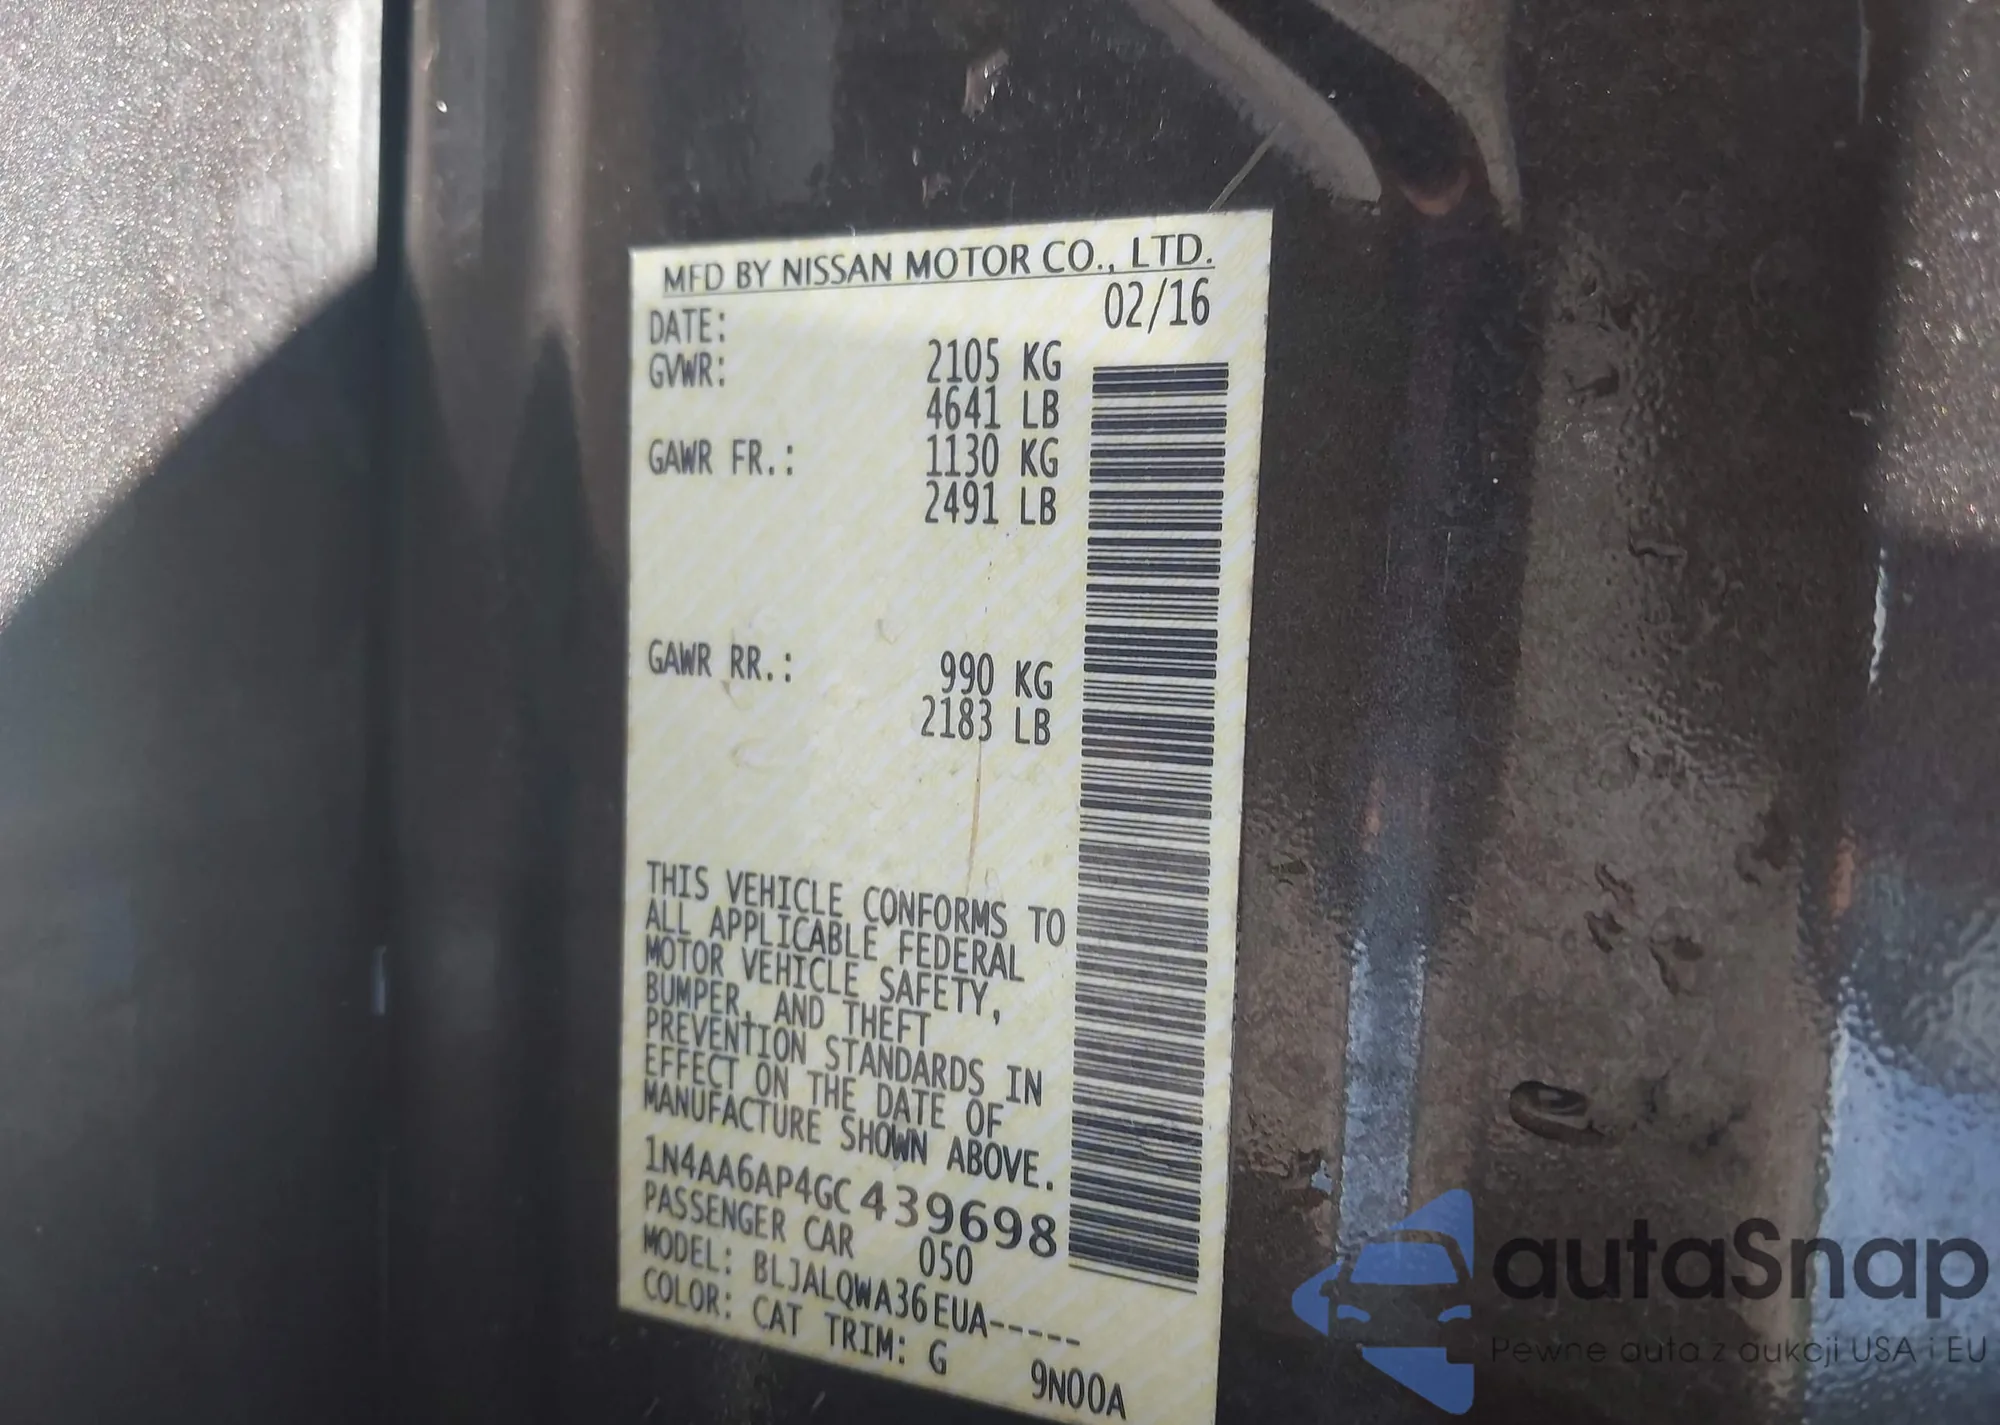 MFD BY NISSAN MOTOR CO., LTD.
DATE: 02/16
GVWR: 2105 KG
4641 LB
GAWR FR.: 1130 KG
2491 LB
GAWR RR.: 990 KG
2183 LB
THIS VEHICLE CONFORMS TO
ALL APPLICABLE FEDERAL
MOTOR VEHICLE SAFETY,
BUMPER, AND THEFT
PREVENTION STANDARDS IN
EFFECT ON THE DATE OF
MANUFACTURE SHOWN ABOVE.
1N4AA6AP4GC439698
PASSENGER CAR 050
MODEL: BLJALQWA36EUA-----
COLOR: CAT TRIM: G 9N00A
autaSnap
Pewne auta z aukcji USA i EU